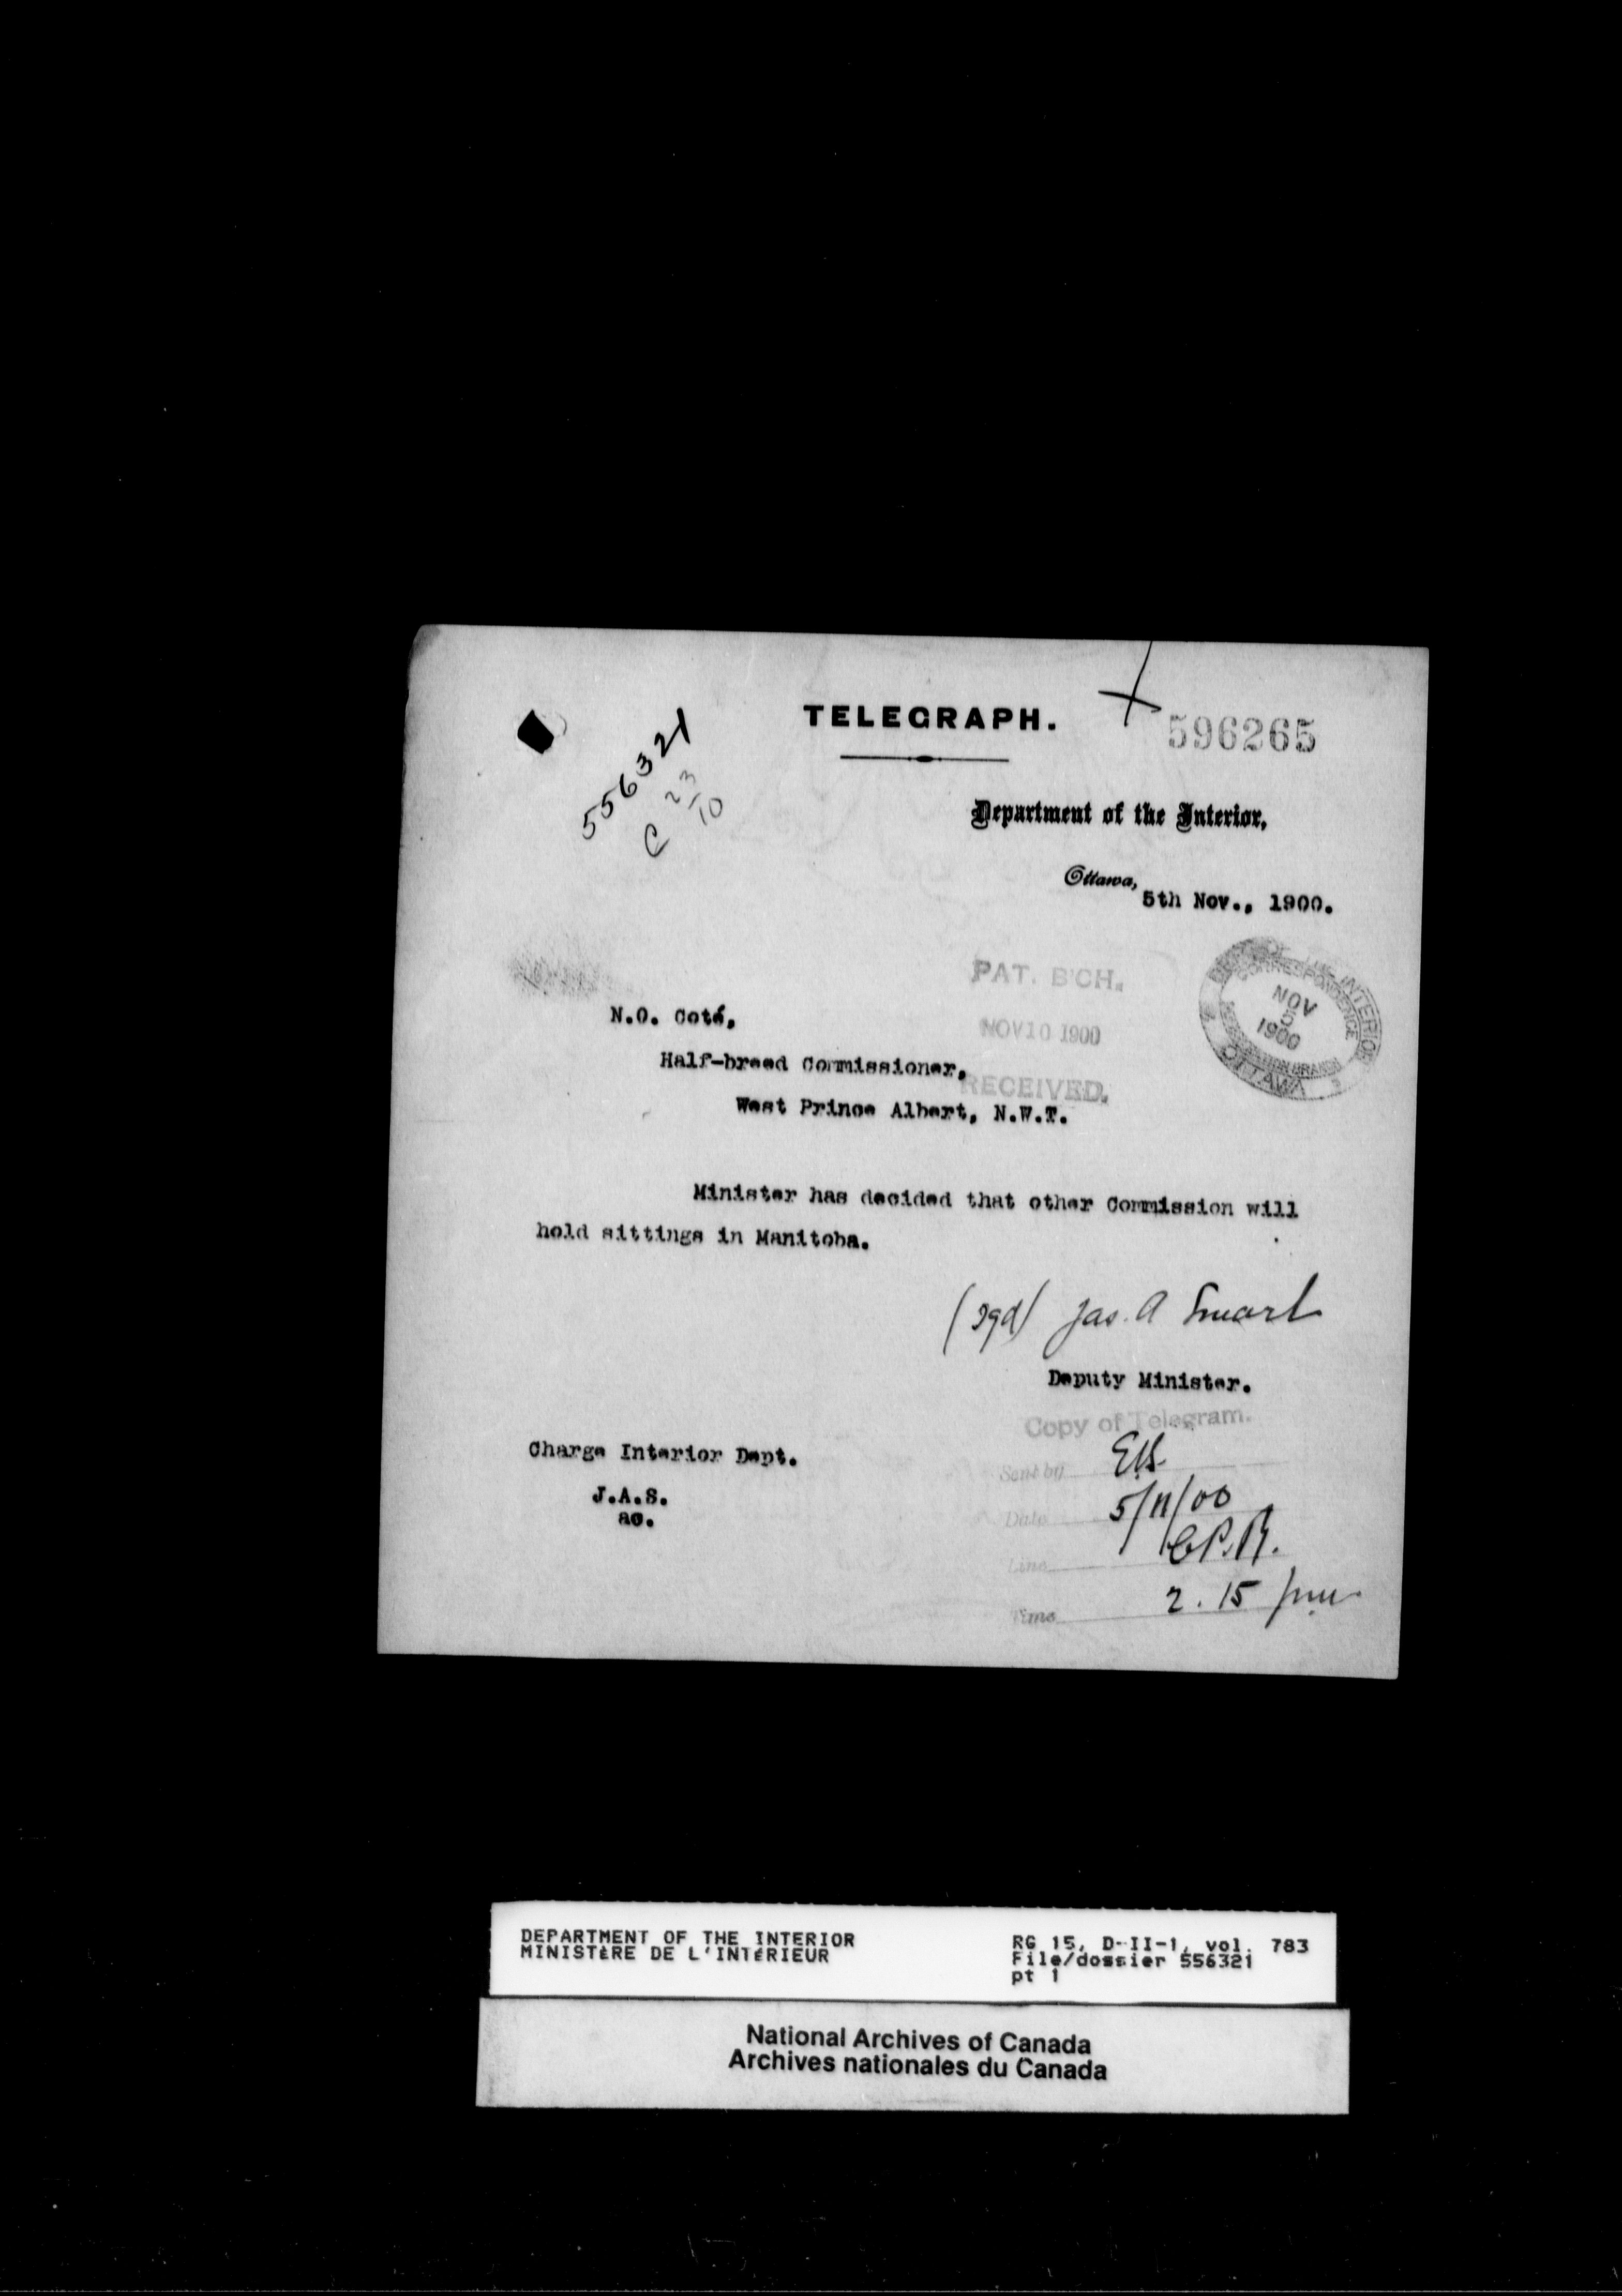 TELEGRAPH.
596265
556321
C 23/10
Department of the Interior,
Ottawa,
5th Nov., 1900.
PAT. B'CH.
NOV 10 1900
RECEIVED.
INTERIOR
CORRESPONDENCE
NOV
5
1900
OTTAWA
N.O. Coté,
Half-breed Commissioner,
West Prince Albert, N.W.T.
Minister has decided that other Commission will
hold sittings in Manitoba.
(sgd) Jas. A Smart
Deputy Minister.
Copy of Telegram.
Charge Interior Dept.
J.A.S.
ac.
Sent by
Date 5/11/00
Line C.P.R.
Time 2.15 pm
DEPARTMENT OF THE INTERIOR
MINISTÈRE DE L'INTÉRIEUR
RG 15, D-II-1, vol. 783
File/dossier 556321
pt 1
National Archives of Canada
Archives nationales du Canada